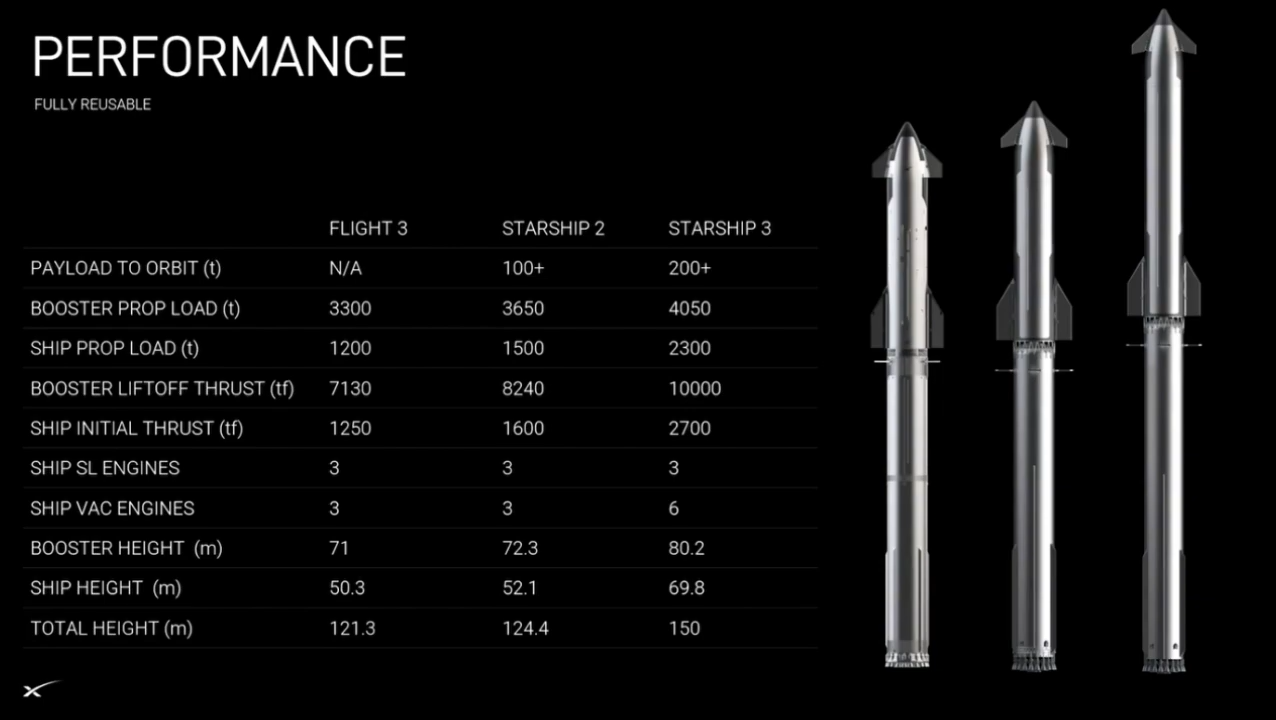 PERFORMANCE
FULLY REUSABLE
FLIGHT 3 STARSHIP 2 STARSHIP 3
PAYLOAD TO ORBIT (t) N/A 100+ 200+
BOOSTER PROP LOAD (t) 3300 3650 4050
SHIP PROP LOAD (t) 1200 1500 2300
BOOSTER LIFTOFF THRUST (tf) 7130 8240 10000
SHIP INITIAL THRUST (tf) 1250 1600 2700
SHIP SL ENGINES 3 3 3
SHIP VAC ENGINES 3 3 6
BOOSTER HEIGHT (m) 71 72.3 80.2
SHIP HEIGHT (m) 50.3 52.1 69.8
TOTAL HEIGHT (m) 121.3 124.4 150